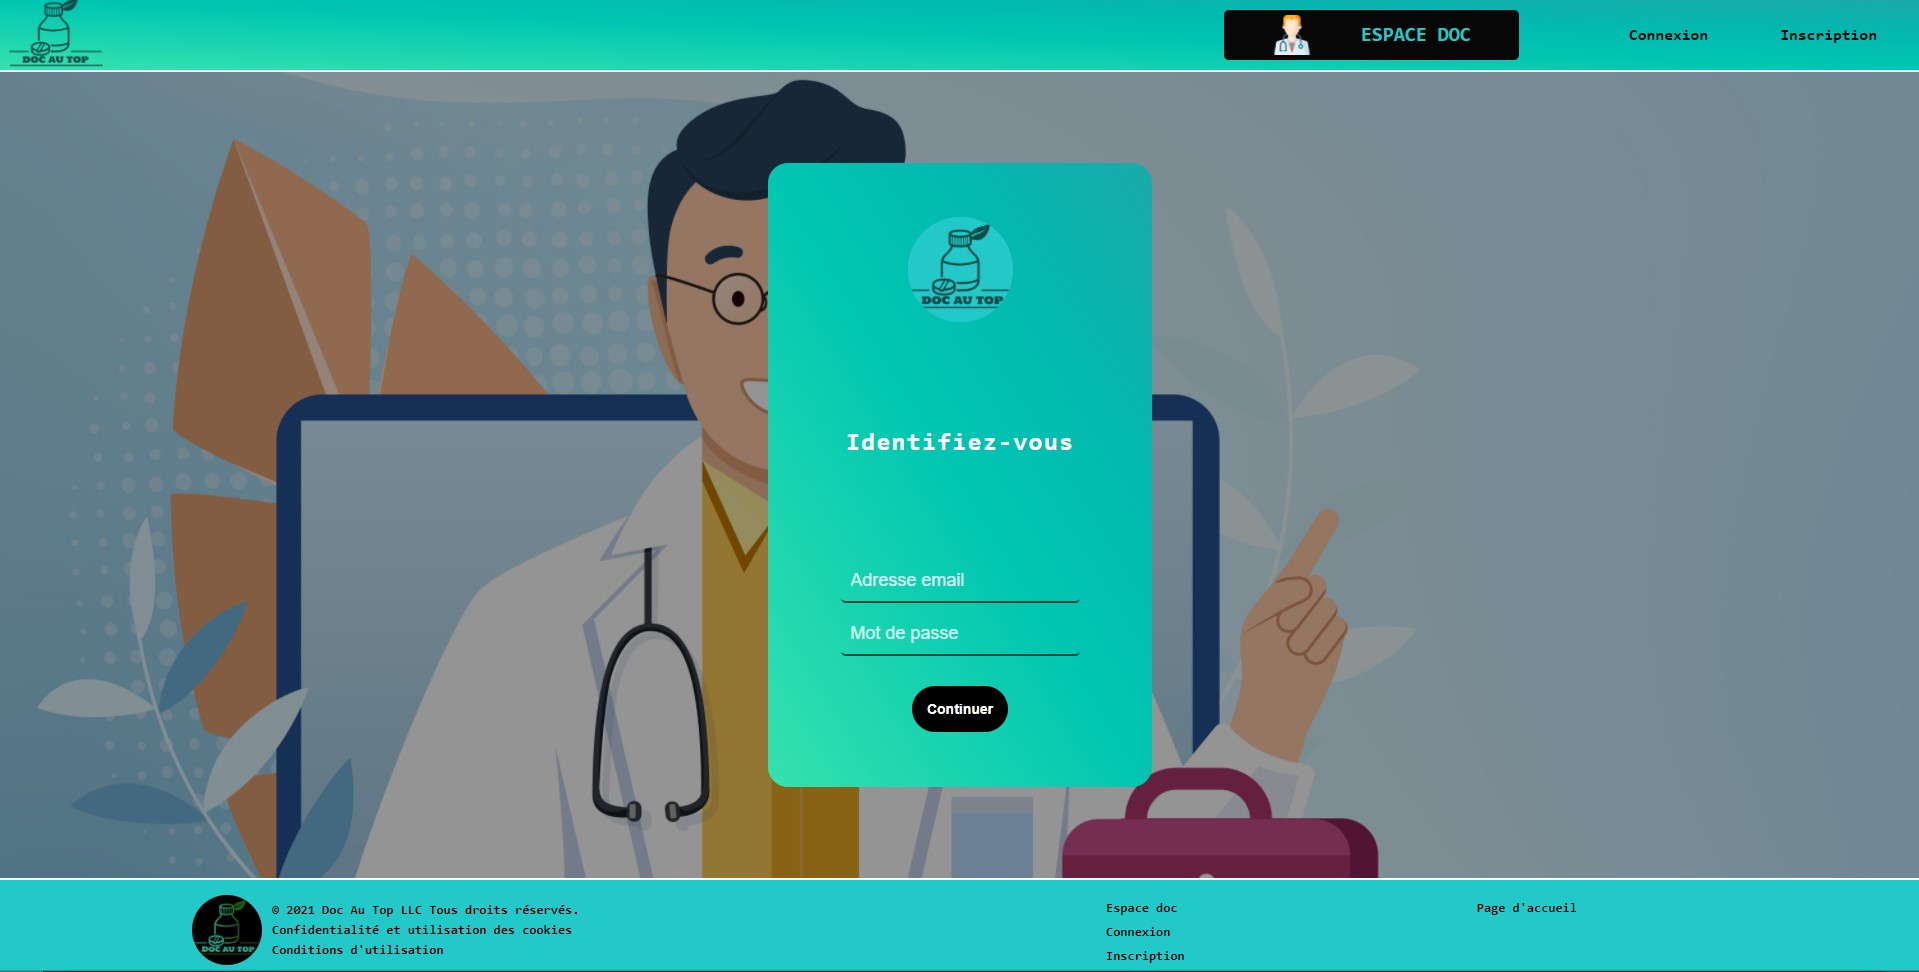 DOC AU TOP
ESPACE DOC
Connexion
Inscription
DOC AU TOP
Identifiez-vous
Adresse email
Mot de passe
Continuer
DOC AU TOP
© 2021 Doc Au Top LLC Tous droits réservés.
Confidentialité et utilisation des cookies
Conditions d'utilisation
Espace doc
Connexion
Inscription
Page d'accueil